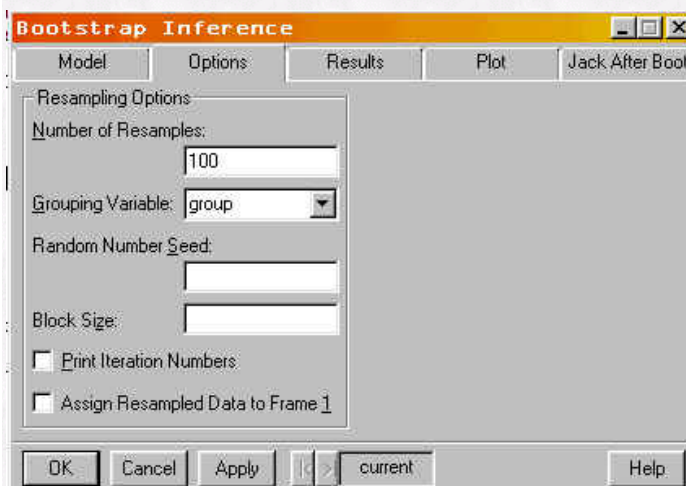 Bootstrap Inference
Model Options Results Plot Jack After Boot
Resampling Options
Number of Resamples:
100
Grouping Variable: group
Random Number Seed:
Block Size:
Print Iteration Numbers
Assign Resampled Data to Frame 1
OK Cancel Apply current Help